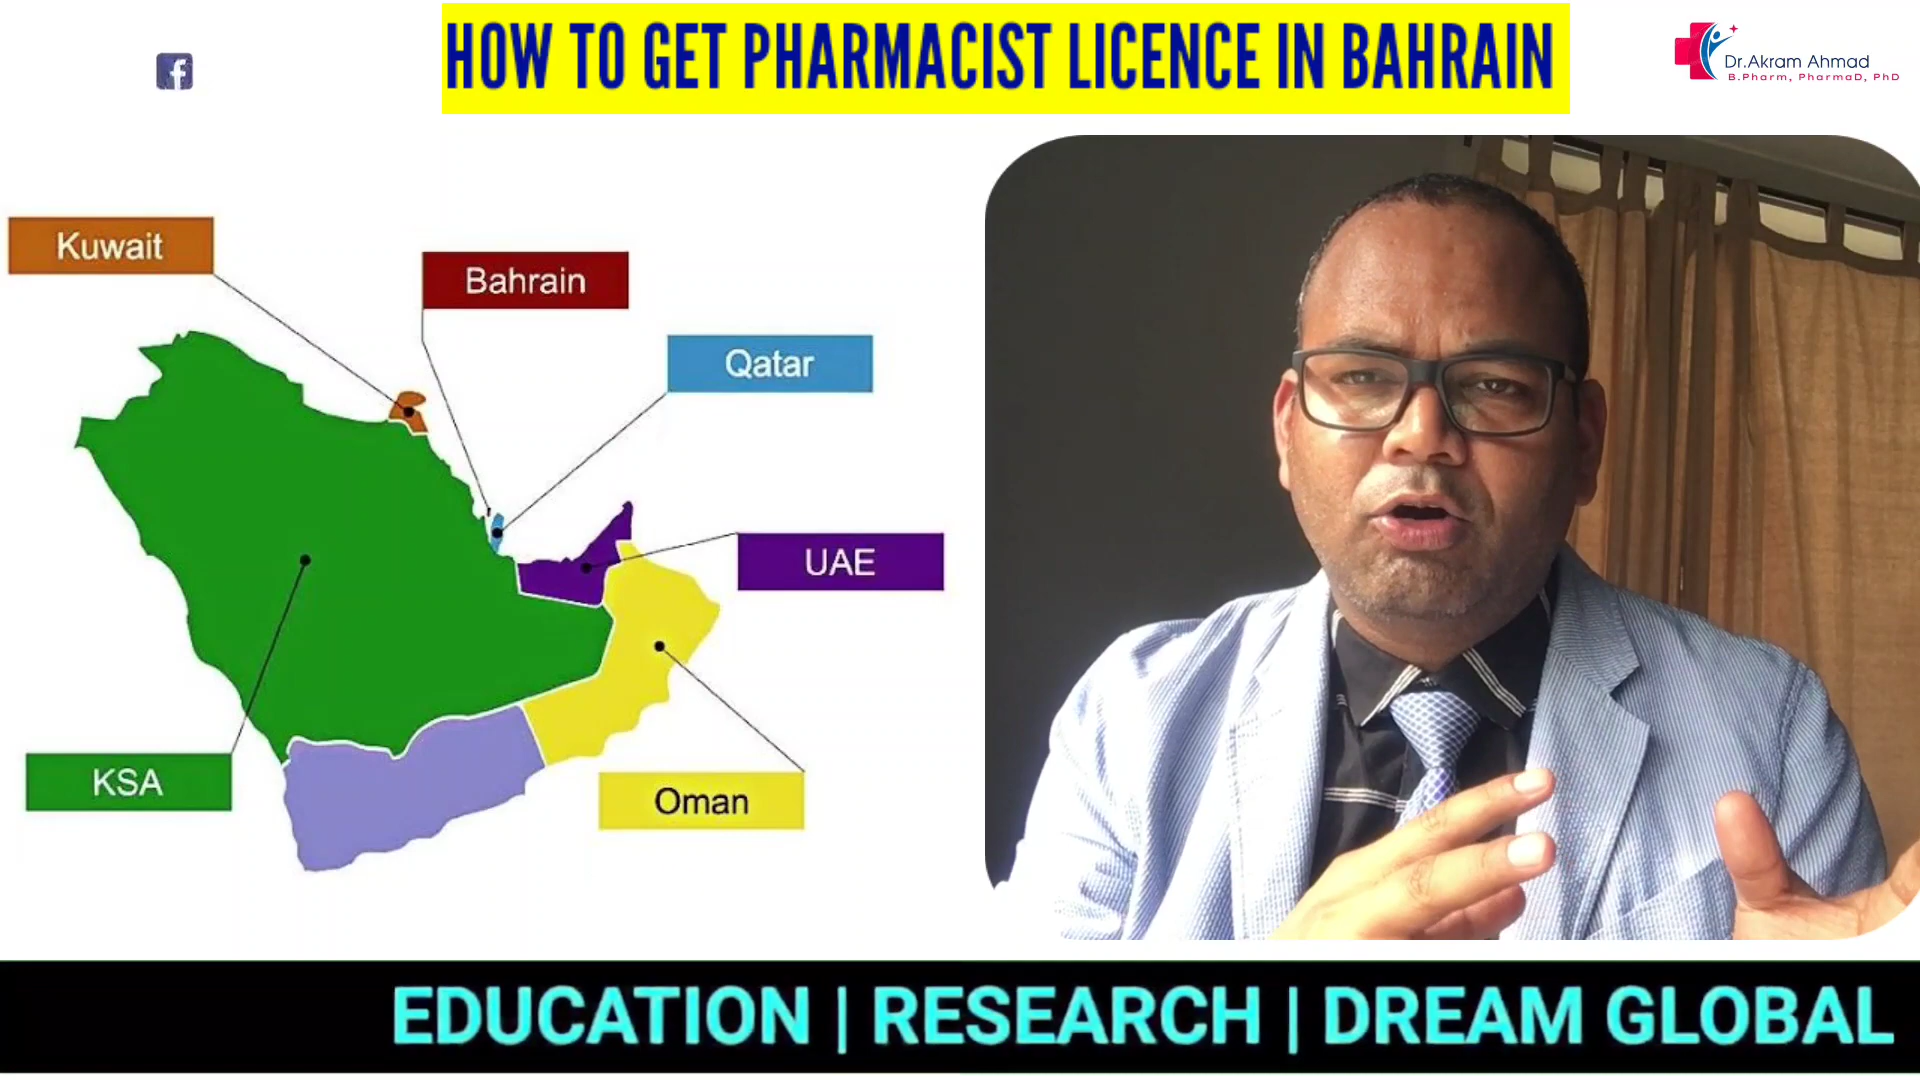 HOW TO GET PHARMACIST LICENCE IN BAHRAIN
Dr.Akram Ahmad
B.Pharm, PharmaD, PhD
Kuwait
Bahrain
Qatar
UAE
KSA
Oman
EDUCATION | RESEARCH | DREAM GLOBAL